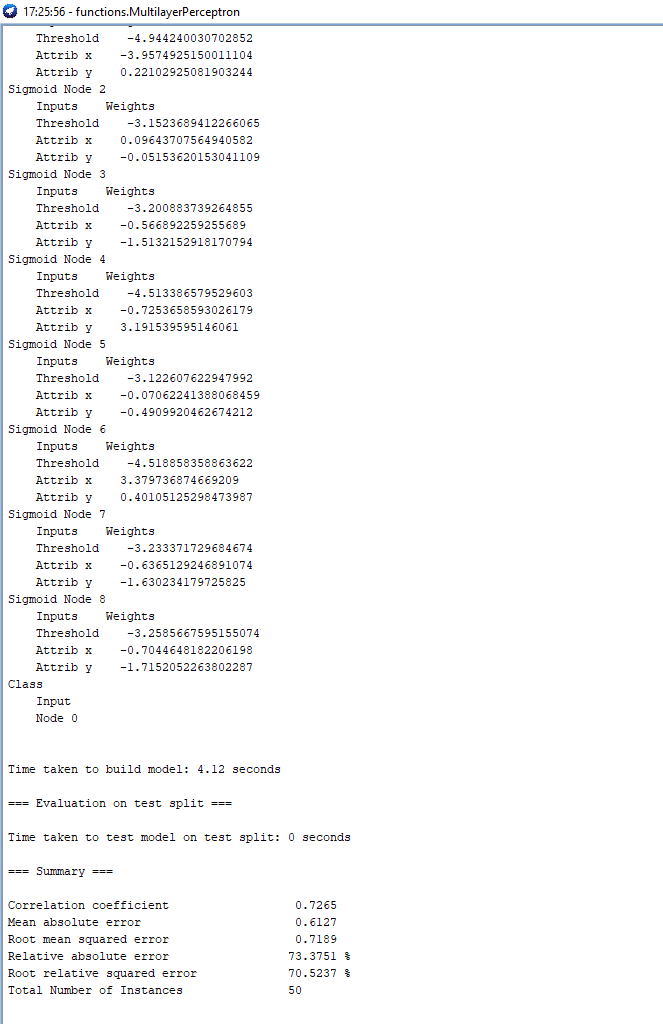 17:25:56 - functions.MultilayerPerceptron
Threshold -4.944240030702852
Attrib x -3.9574925150011104
Attrib y 0.22102925081903244
Sigmoid Node 2
Inputs Weights
Threshold -3.1523689412266065
Attrib x 0.09643707564940582
Attrib y -0.05153620153041109
Sigmoid Node 3
Inputs Weights
Threshold -3.200883739264855
Attrib x -0.566892259255689
Attrib y -1.5132152918170794
Sigmoid Node 4
Inputs Weights
Threshold -4.513386579529603
Attrib x -0.7253658593026179
Attrib y 3.191539595146061
Sigmoid Node 5
Inputs Weights
Threshold -3.122607622947992
Attrib x -0.07062241388068459
Attrib y -0.4909920462674212
Sigmoid Node 6
Inputs Weights
Threshold -4.518858358863622
Attrib x 3.379736874669209
Attrib y 0.40105125298473987
Sigmoid Node 7
Inputs Weights
Threshold -3.233371729684674
Attrib x -0.6365129246891074
Attrib y -1.630234179725825
Sigmoid Node 8
Inputs Weights
Threshold -3.2585667595155074
Attrib x -0.7044648182206198
Attrib y -1.7152052263802287
Class
Input
Node 0
Time taken to build model: 4.12 seconds
=== Evaluation on test split ===
Time taken to test model on test split: 0 seconds
=== Summary ===
Correlation coefficient 0.7265
Mean absolute error 0.6127
Root mean squared error 0.7189
Relative absolute error 73.3751 %
Root relative squared error 70.5237 %
Total Number of Instances 50